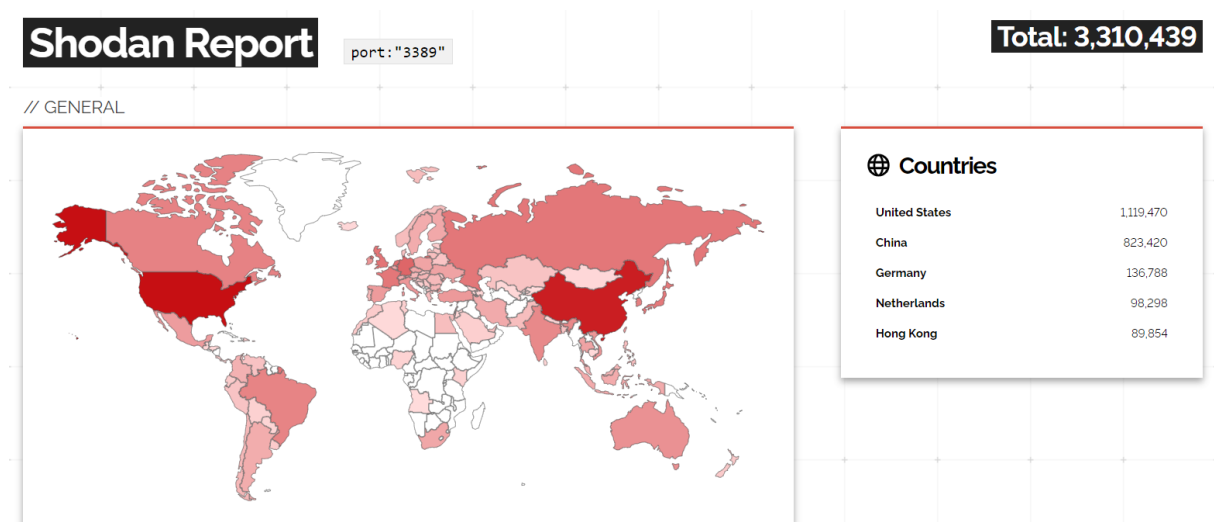 Shodan Report
port:"3389"
Total: 3,310,439
// GENERAL
Countries
United States 1,119,470
China 823,420
Germany 136,788
Netherlands 98,298
Hong Kong 89,854